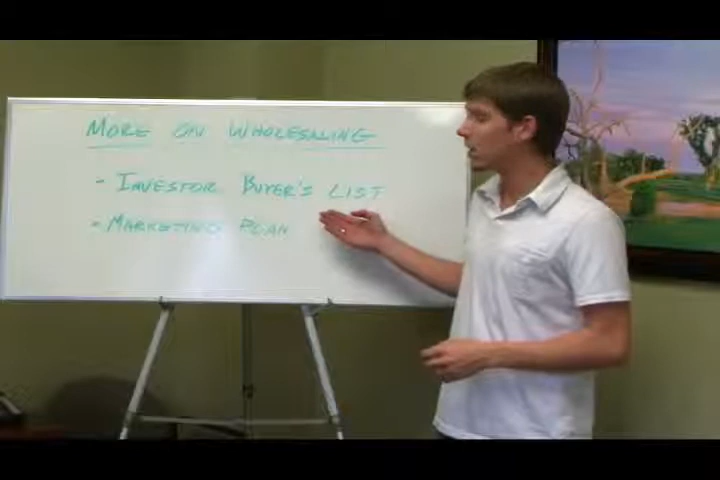 MORE ON WHOLESALING
- INVESTOR BUYER'S LIST
- MARKETING PLAN